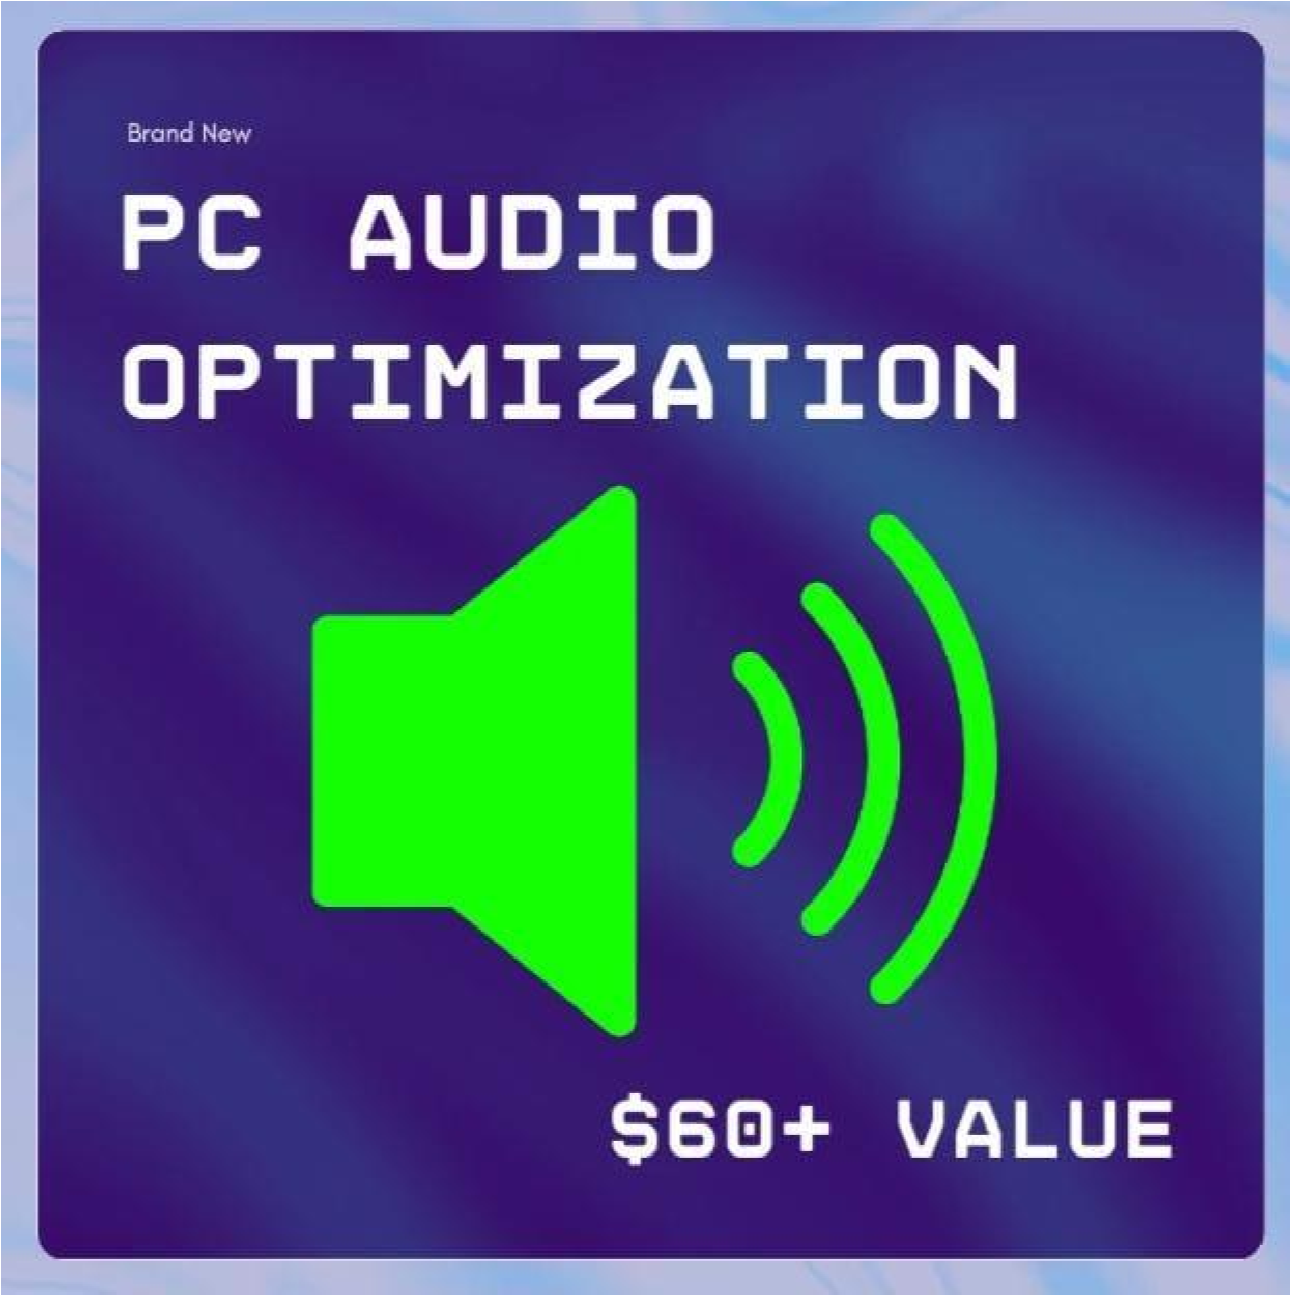 Brand New
PC AUDIO
OPTIMIZATION
$60+ VALUE